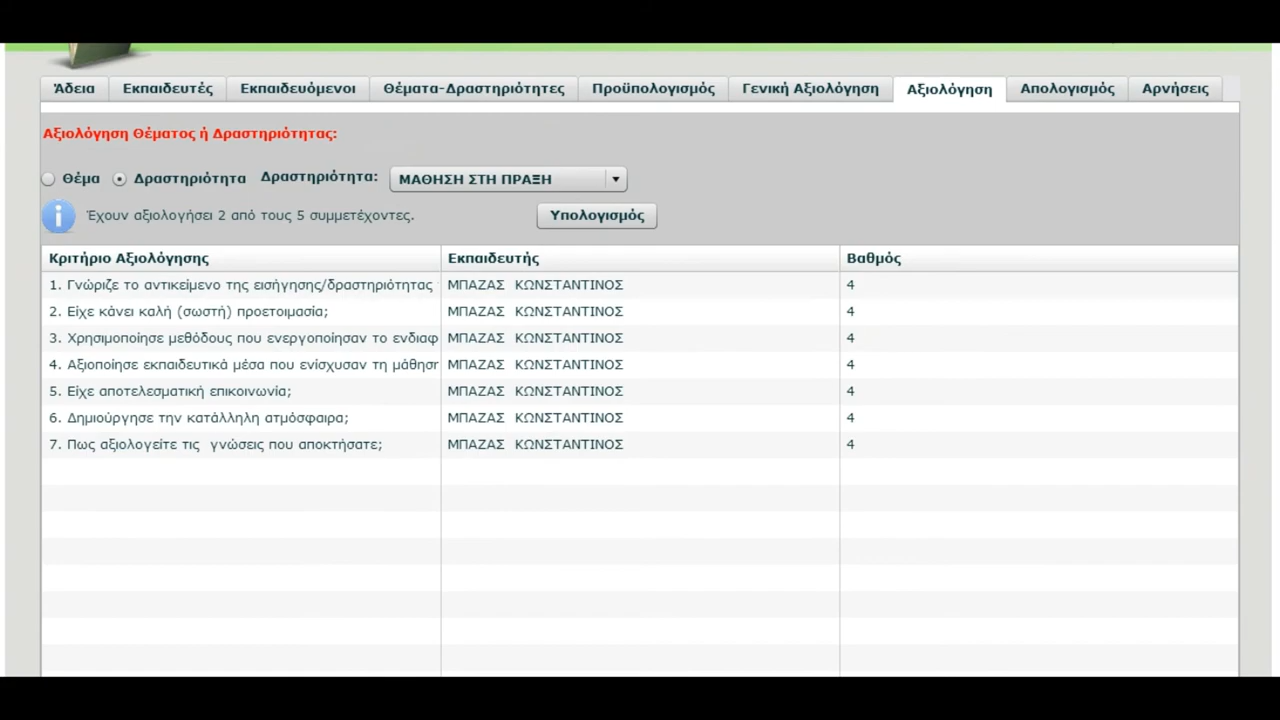 Άδεια Εκπαιδευτές Εκπαιδευόμενοι Θέματα-Δραστηριότητες Προϋπολογισμός Γενική Αξιολόγηση Αξιολόγηση Απολογισμός Αρνήσεις
Αξιολόγηση Θέματος ή Δραστηριότητας:
Θέμα Δραστηριότητα Δραστηριότητα: ΜΑΘΗΣΗ ΣΤΗ ΠΡΑΞΗ
Έχουν αξιολογήσει 2 από τους 5 συμμετέχοντες. Υπολογισμός
Κριτήριο Αξιολόγησης Εκπαιδευτής Βαθμός
1. Γνώριζε το αντικείμενο της εισήγησης/δραστηριότητας ΜΠΑΖΑΣ ΚΩΝΣΤΑΝΤΙΝΟΣ 4
2. Είχε κάνει καλή (σωστή) προετοιμασία; ΜΠΑΖΑΣ ΚΩΝΣΤΑΝΤΙΝΟΣ 4
3. Χρησιμοποίησε μεθόδους που ενεργοποίησαν το ενδιαφ ΜΠΑΖΑΣ ΚΩΝΣΤΑΝΤΙΝΟΣ 4
4. Αξιοποίησε εκπαιδευτικά μέσα που ενίσχυσαν τη μάθηση ΜΠΑΖΑΣ ΚΩΝΣΤΑΝΤΙΝΟΣ 4
5. Είχε αποτελεσματική επικοινωνία; ΜΠΑΖΑΣ ΚΩΝΣΤΑΝΤΙΝΟΣ 4
6. Δημιούργησε την κατάλληλη ατμόσφαιρα; ΜΠΑΖΑΣ ΚΩΝΣΤΑΝΤΙΝΟΣ 4
7. Πως αξιολογείτε τις γνώσεις που αποκτήσατε; ΜΠΑΖΑΣ ΚΩΝΣΤΑΝΤΙΝΟΣ 4